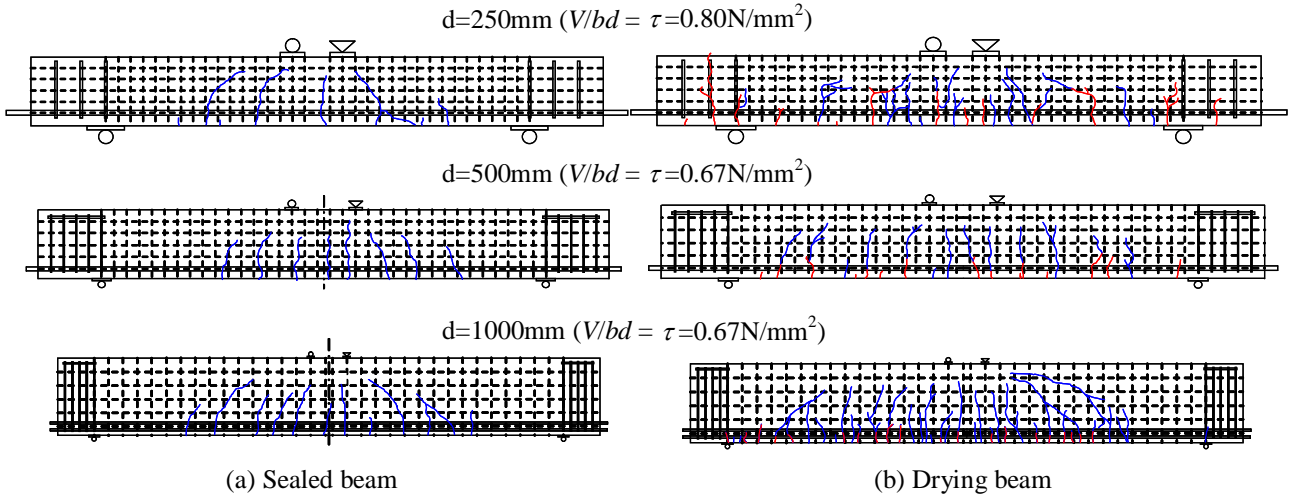 d=250mm (V/bd = τ=0.80N/mm²)
d=500mm (V/bd = τ=0.67N/mm²)
d=1000mm (V/bd = τ=0.67N/mm²)
(a) Sealed beam
(b) Drying beam